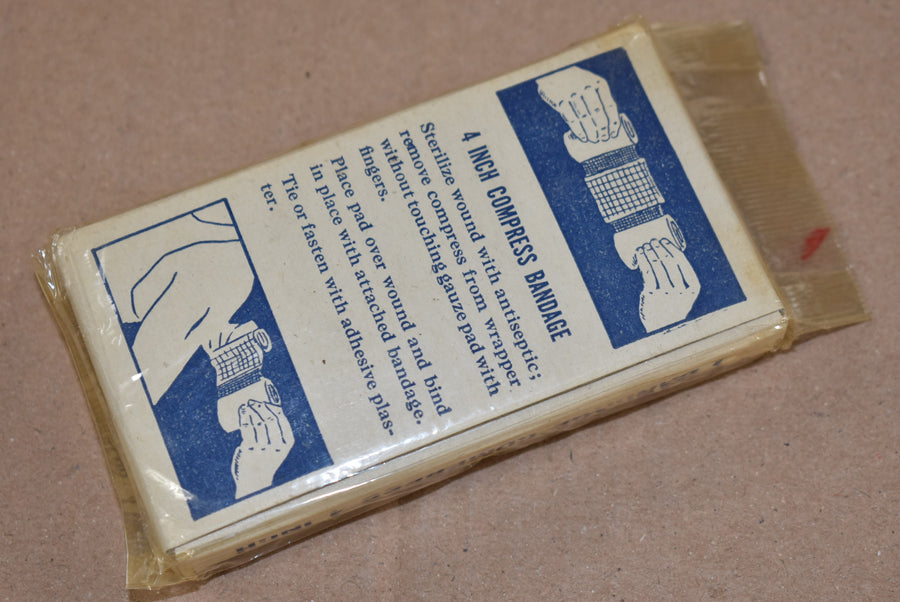 4 INCH COMPRESS BANDAGE
Sterilize wound with antiseptic;
remove compress from wrapper
without touching gauze pad with
fingers.
Place pad over wound and bind
in place with attached bandage.
Tie or fasten with adhesive plas-
ter.